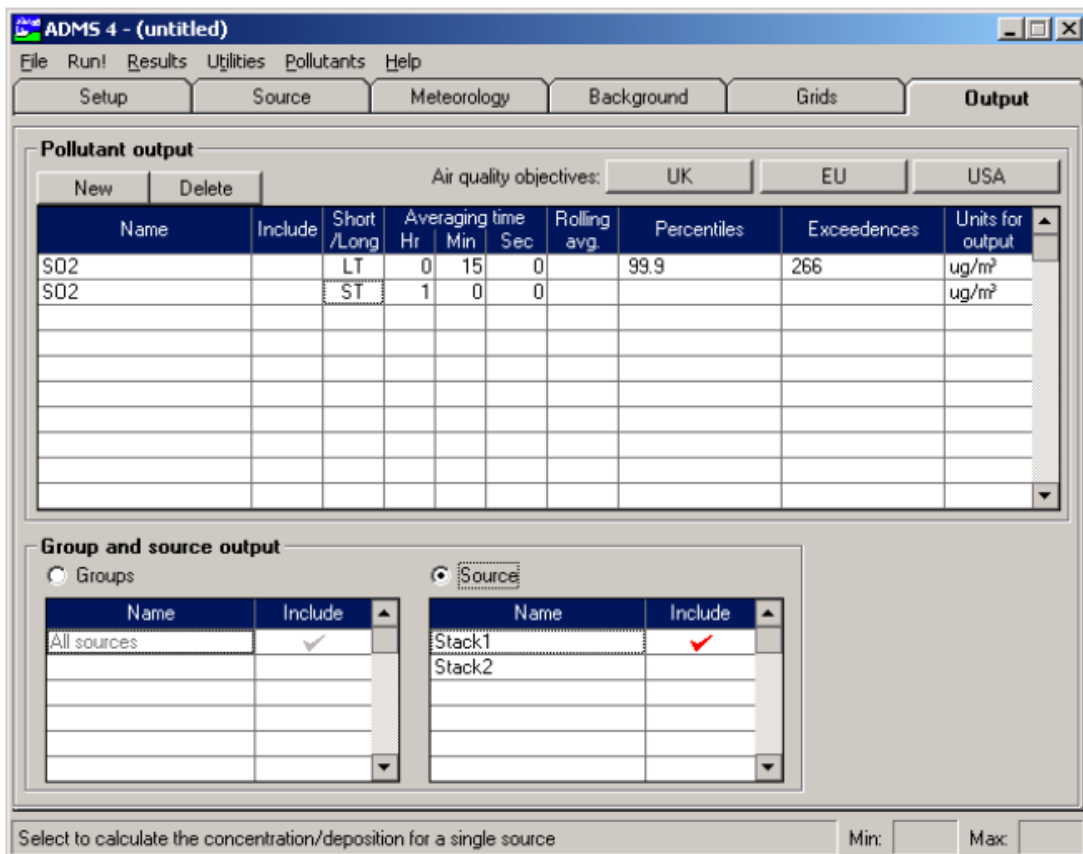 ADMS 4 - (untitled)
File Run! Results Utilities Pollutants Help
Setup Source Meteorology Background Grids Output
Pollutant output
New Delete Air quality objectives: UK EU USA
Name Include Short /Long Averaging time Hr Min Sec Rolling avg. Percentiles Exceedences Units for output
SO2 LT 0 15 0 99.9 266 ug/m³
SO2 ST 1 0 0 ug/m³
Group and source output
Groups Source
Name Include Name Include
All sources Stack1
Stack2
Select to calculate the concentration/deposition for a single source Min: Max: